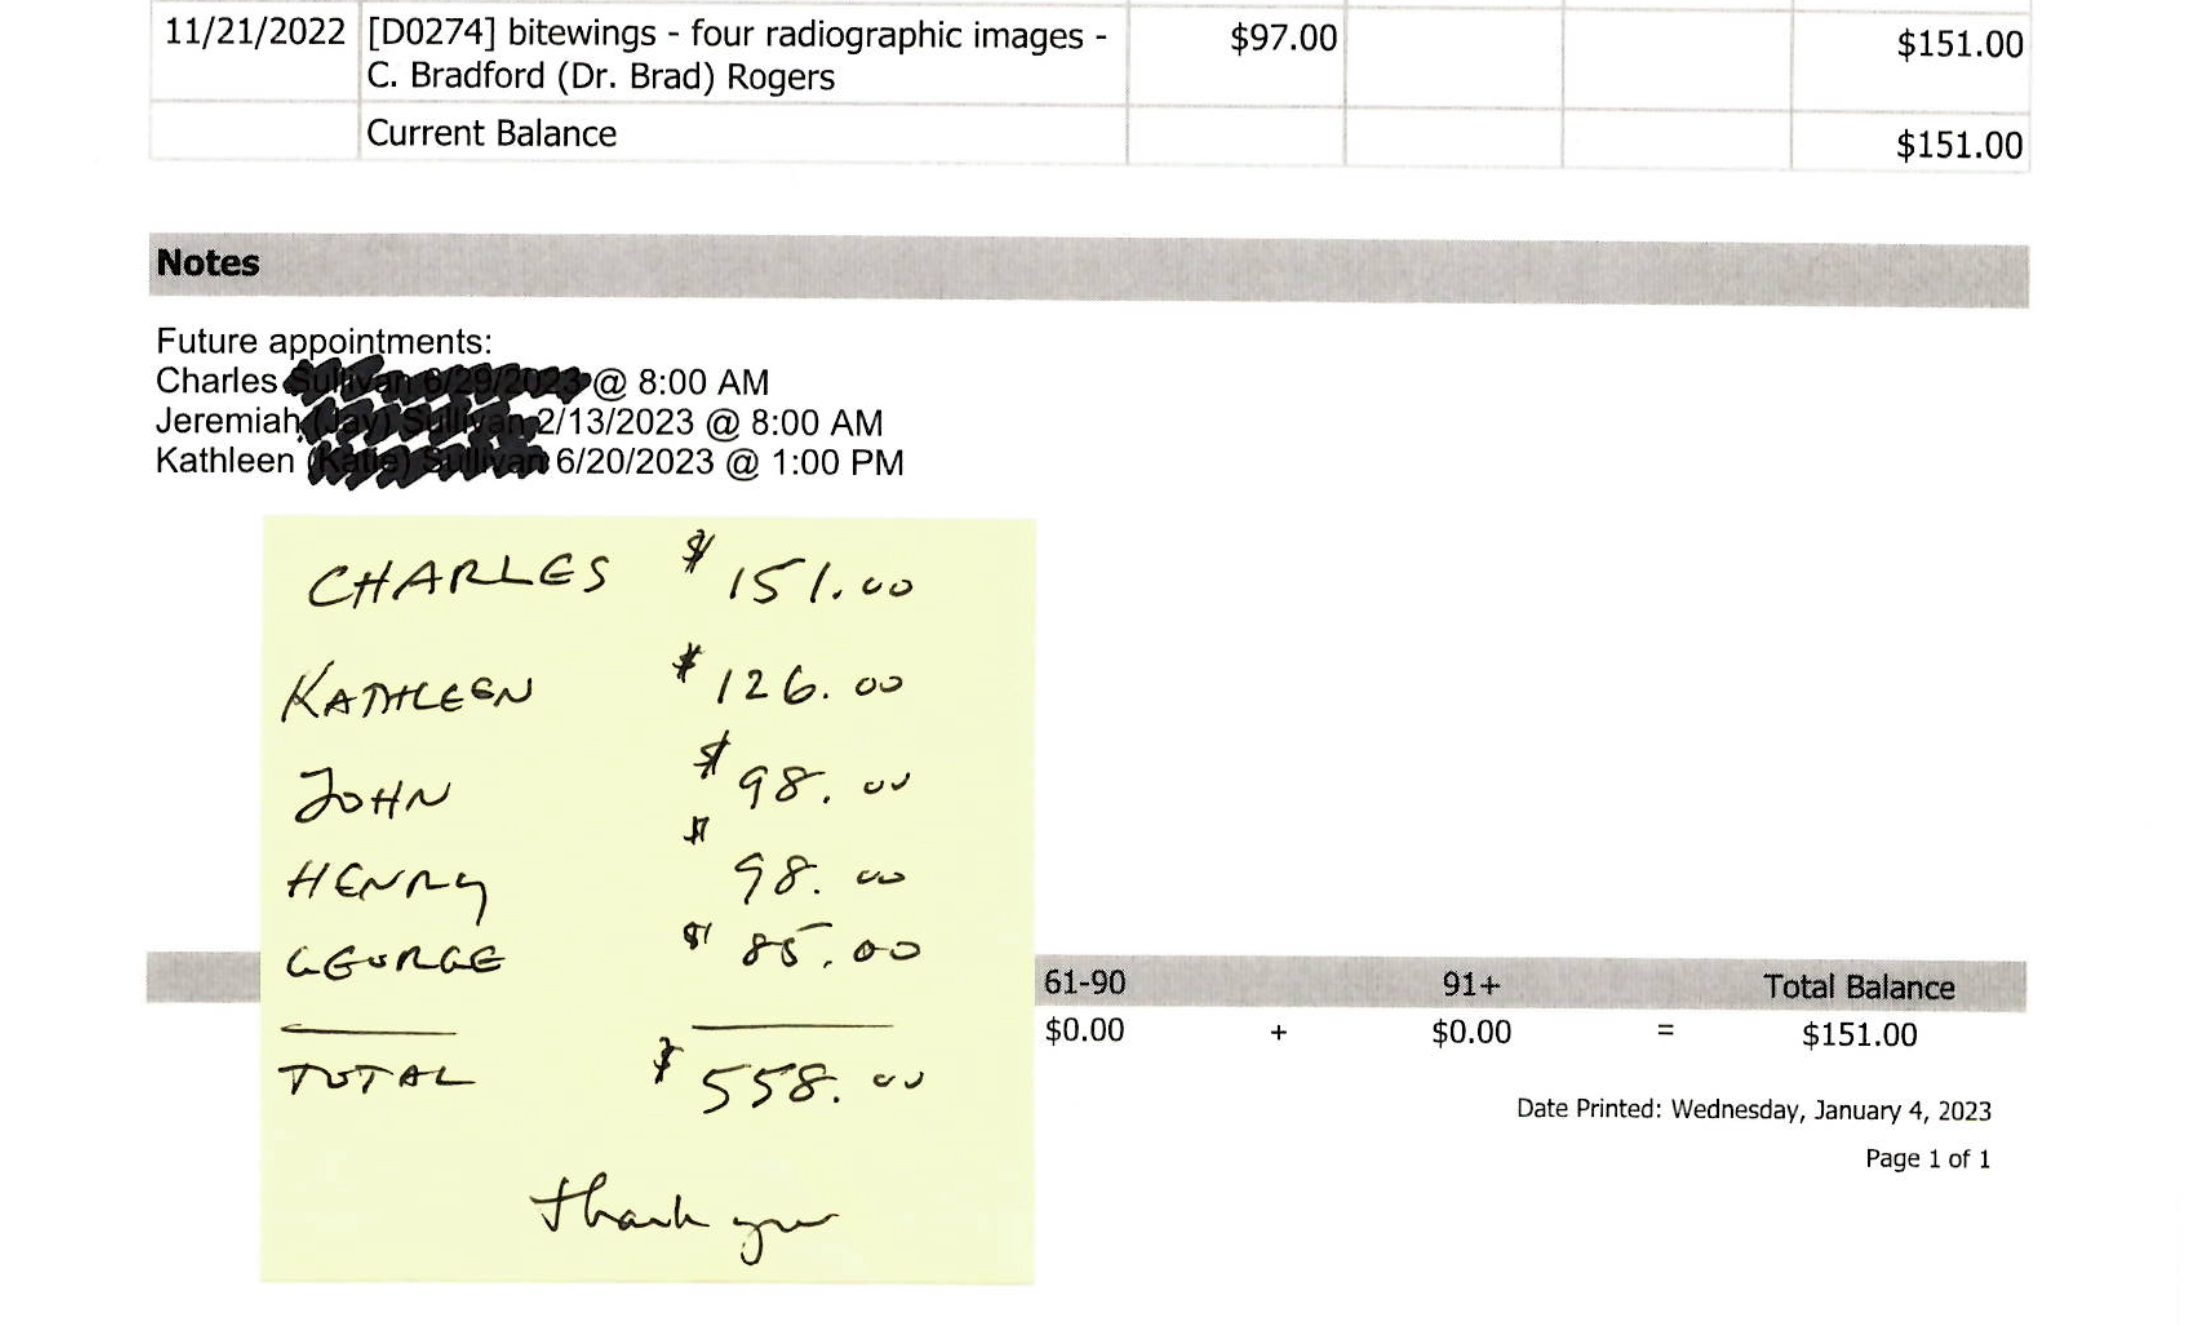 11/21/2022 [D0274] bitewings - four radiographic images - $97.00 $151.00
C. Bradford (Dr. Brad) Rogers
Current Balance $151.00
Notes
Future appointments:
Charles @ 8:00 AM
Jeremiah 2/13/2023 @ 8:00 AM
Kathleen 6/20/2023 @ 1:00 PM
CHARLES $151.00
KATHLEEN $126.00
JOHN $98.00
HENRY $98.00
GEORGE $85.00
TOTAL $558.00
thank you
61-90 91+ Total Balance
$0.00 + $0.00 = $151.00
Date Printed: Wednesday, January 4, 2023
Page 1 of 1